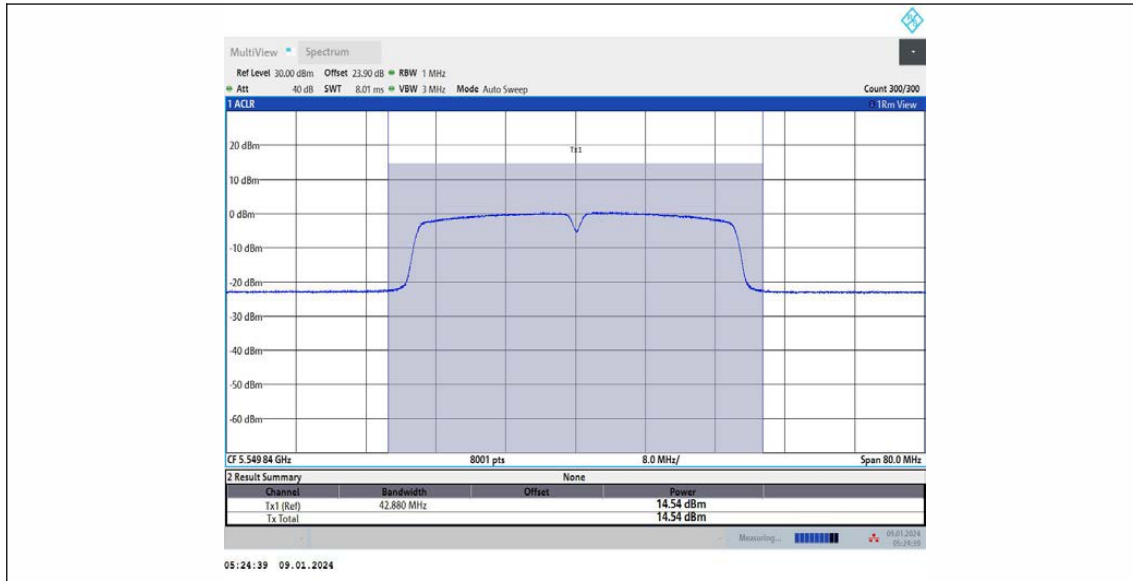 MultiView Spectrum
Ref Level 30.00 dBm Offset 23.90 dB RBW 1 MHz
Att 40 dB SWT 8.01 ms VBW 3 MHz Mode Auto Sweep Count 300/300
1 ACLR 1Rm View
20 dBm
Tx1
10 dBm
0 dBm
-10 dBm
-20 dBm
-30 dBm
-40 dBm
-50 dBm
-60 dBm
CF 5.549 84 GHz 8001 pts 8.0 MHz/ Span 80.0 MHz
2 Result Summary None
Channel Bandwidth Offset Power
Tx1 (Ref) 42.880 MHz 14.54 dBm
Tx Total 14.54 dBm
Measuring... 09.01.2024
05:24:39
05:24:39 09.01.2024